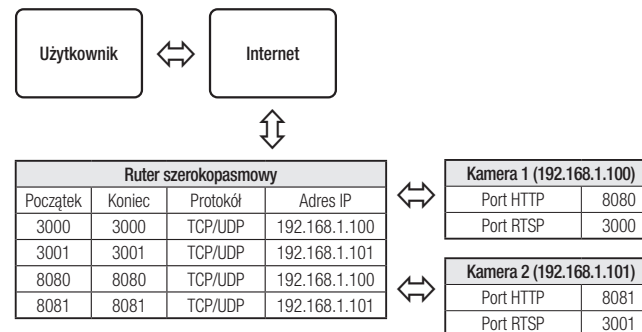 Użytkownik
Internet
Ruter szerokopasmowy
Początek Koniec Protokół Adres IP
3000 3000 TCP/UDP 192.168.1.100
3001 3001 TCP/UDP 192.168.1.101
8080 8080 TCP/UDP 192.168.1.100
8081 8081 TCP/UDP 192.168.1.101
Kamera 1 (192.168.1.100)
Port HTTP 8080
Port RTSP 3000
Kamera 2 (192.168.1.101)
Port HTTP 8081
Port RTSP 3001